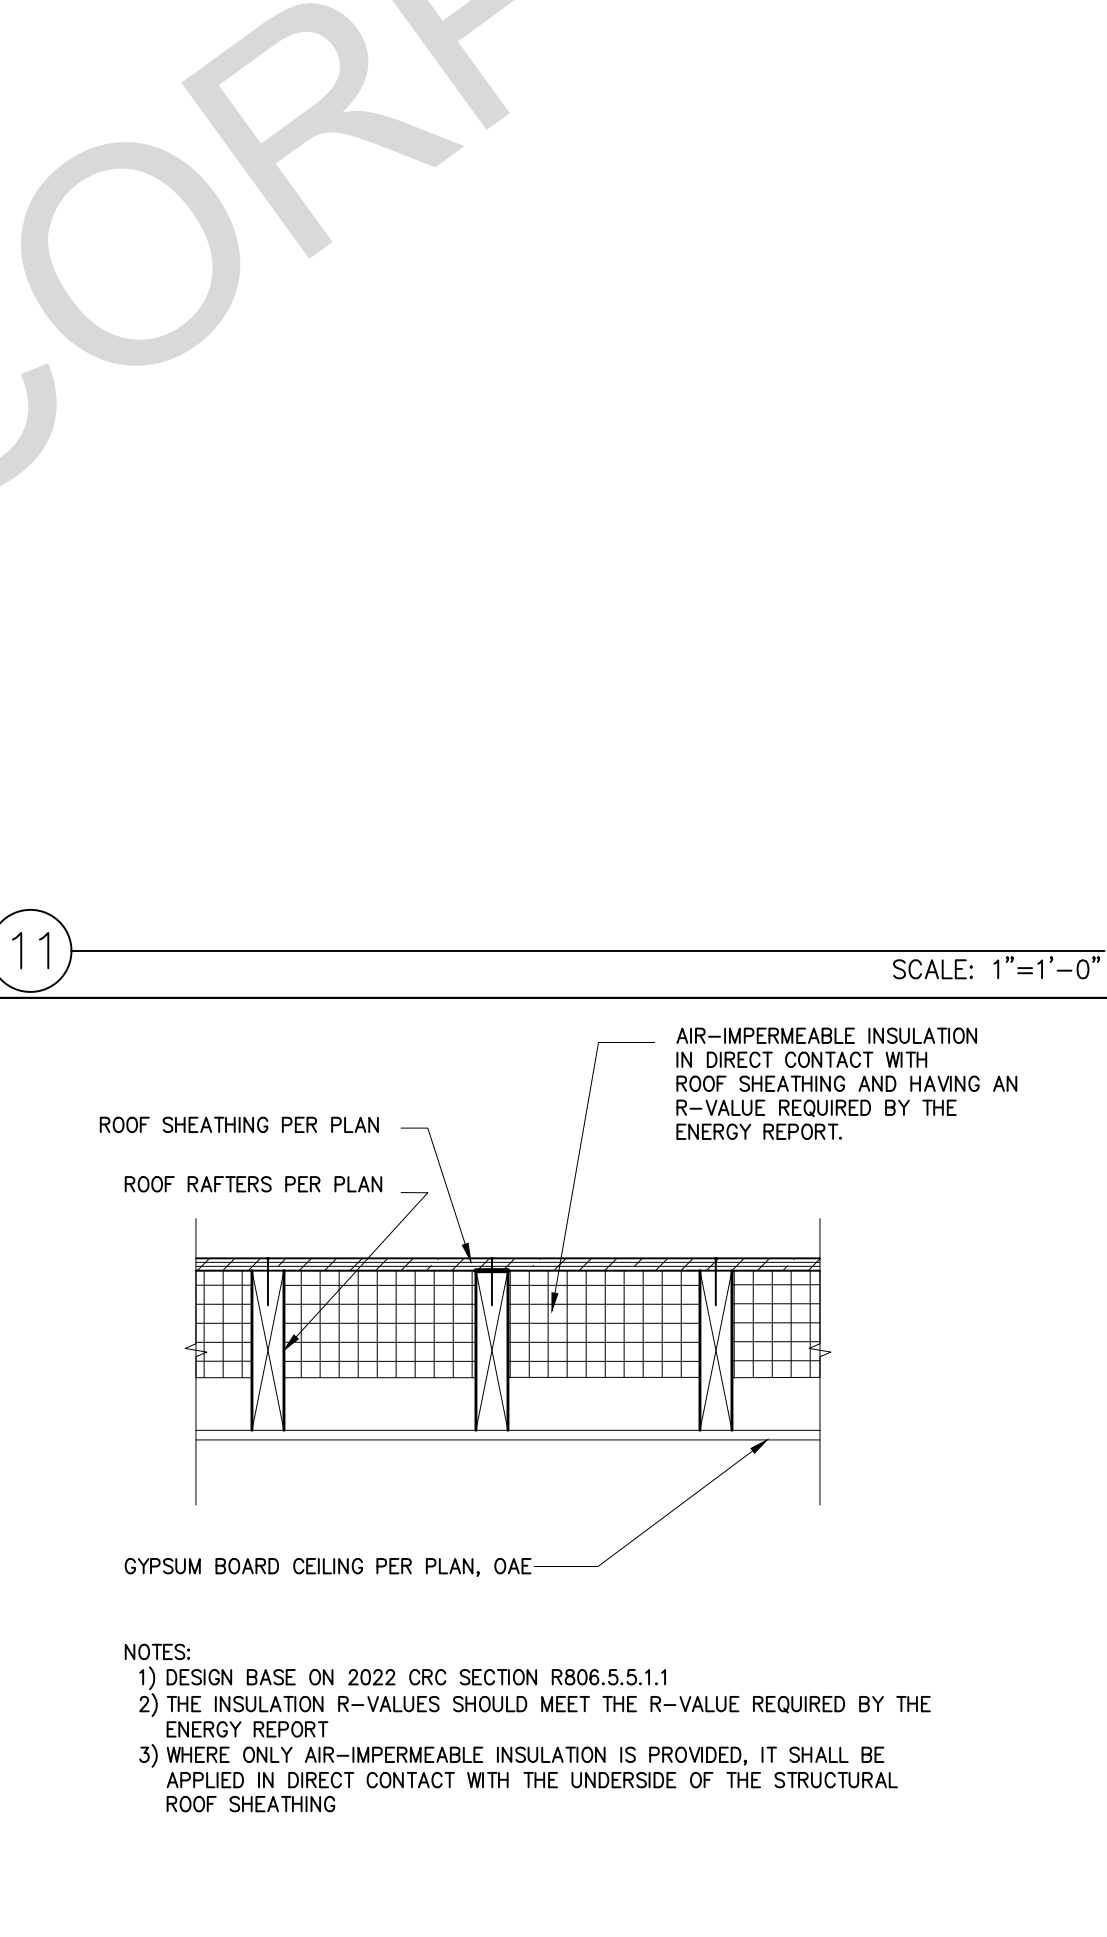 COR
11
SCALE: 1"=1'-0"
AIR-IMPERMEABLE INSULATION
IN DIRECT CONTACT WITH
ROOF SHEATHING AND HAVING AN
R-VALUE REQUIRED BY THE
ENERGY REPORT.
ROOF SHEATHING PER PLAN
ROOF RAFTERS PER PLAN
GYPSUM BOARD CEILING PER PLAN, OAE
NOTES:
1) DESIGN BASE ON 2022 CRC SECTION R806.5.5.1.1
2) THE INSULATION R-VALUES SHOULD MEET THE R-VALUE REQUIRED BY THE
ENERGY REPORT
3) WHERE ONLY AIR-IMPERMEABLE INSULATION IS PROVIDED, IT SHALL BE
APPLIED IN DIRECT CONTACT WITH THE UNDERSIDE OF THE STRUCTURAL
ROOF SHEATHING